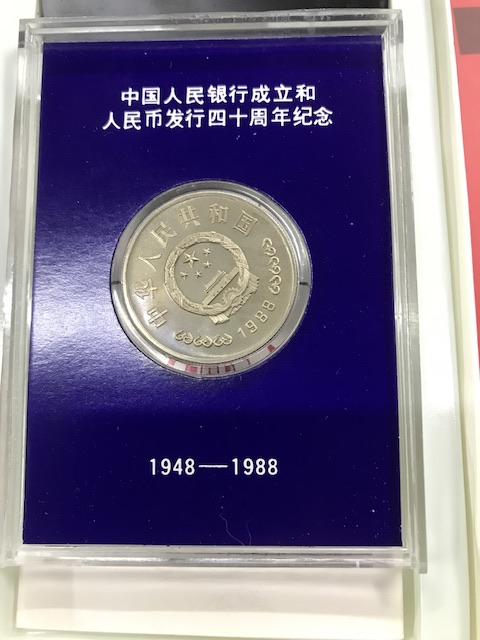 中国人民银行成立和
人民币发行四十周年纪念
中华人民共和国
1988
1948—1988